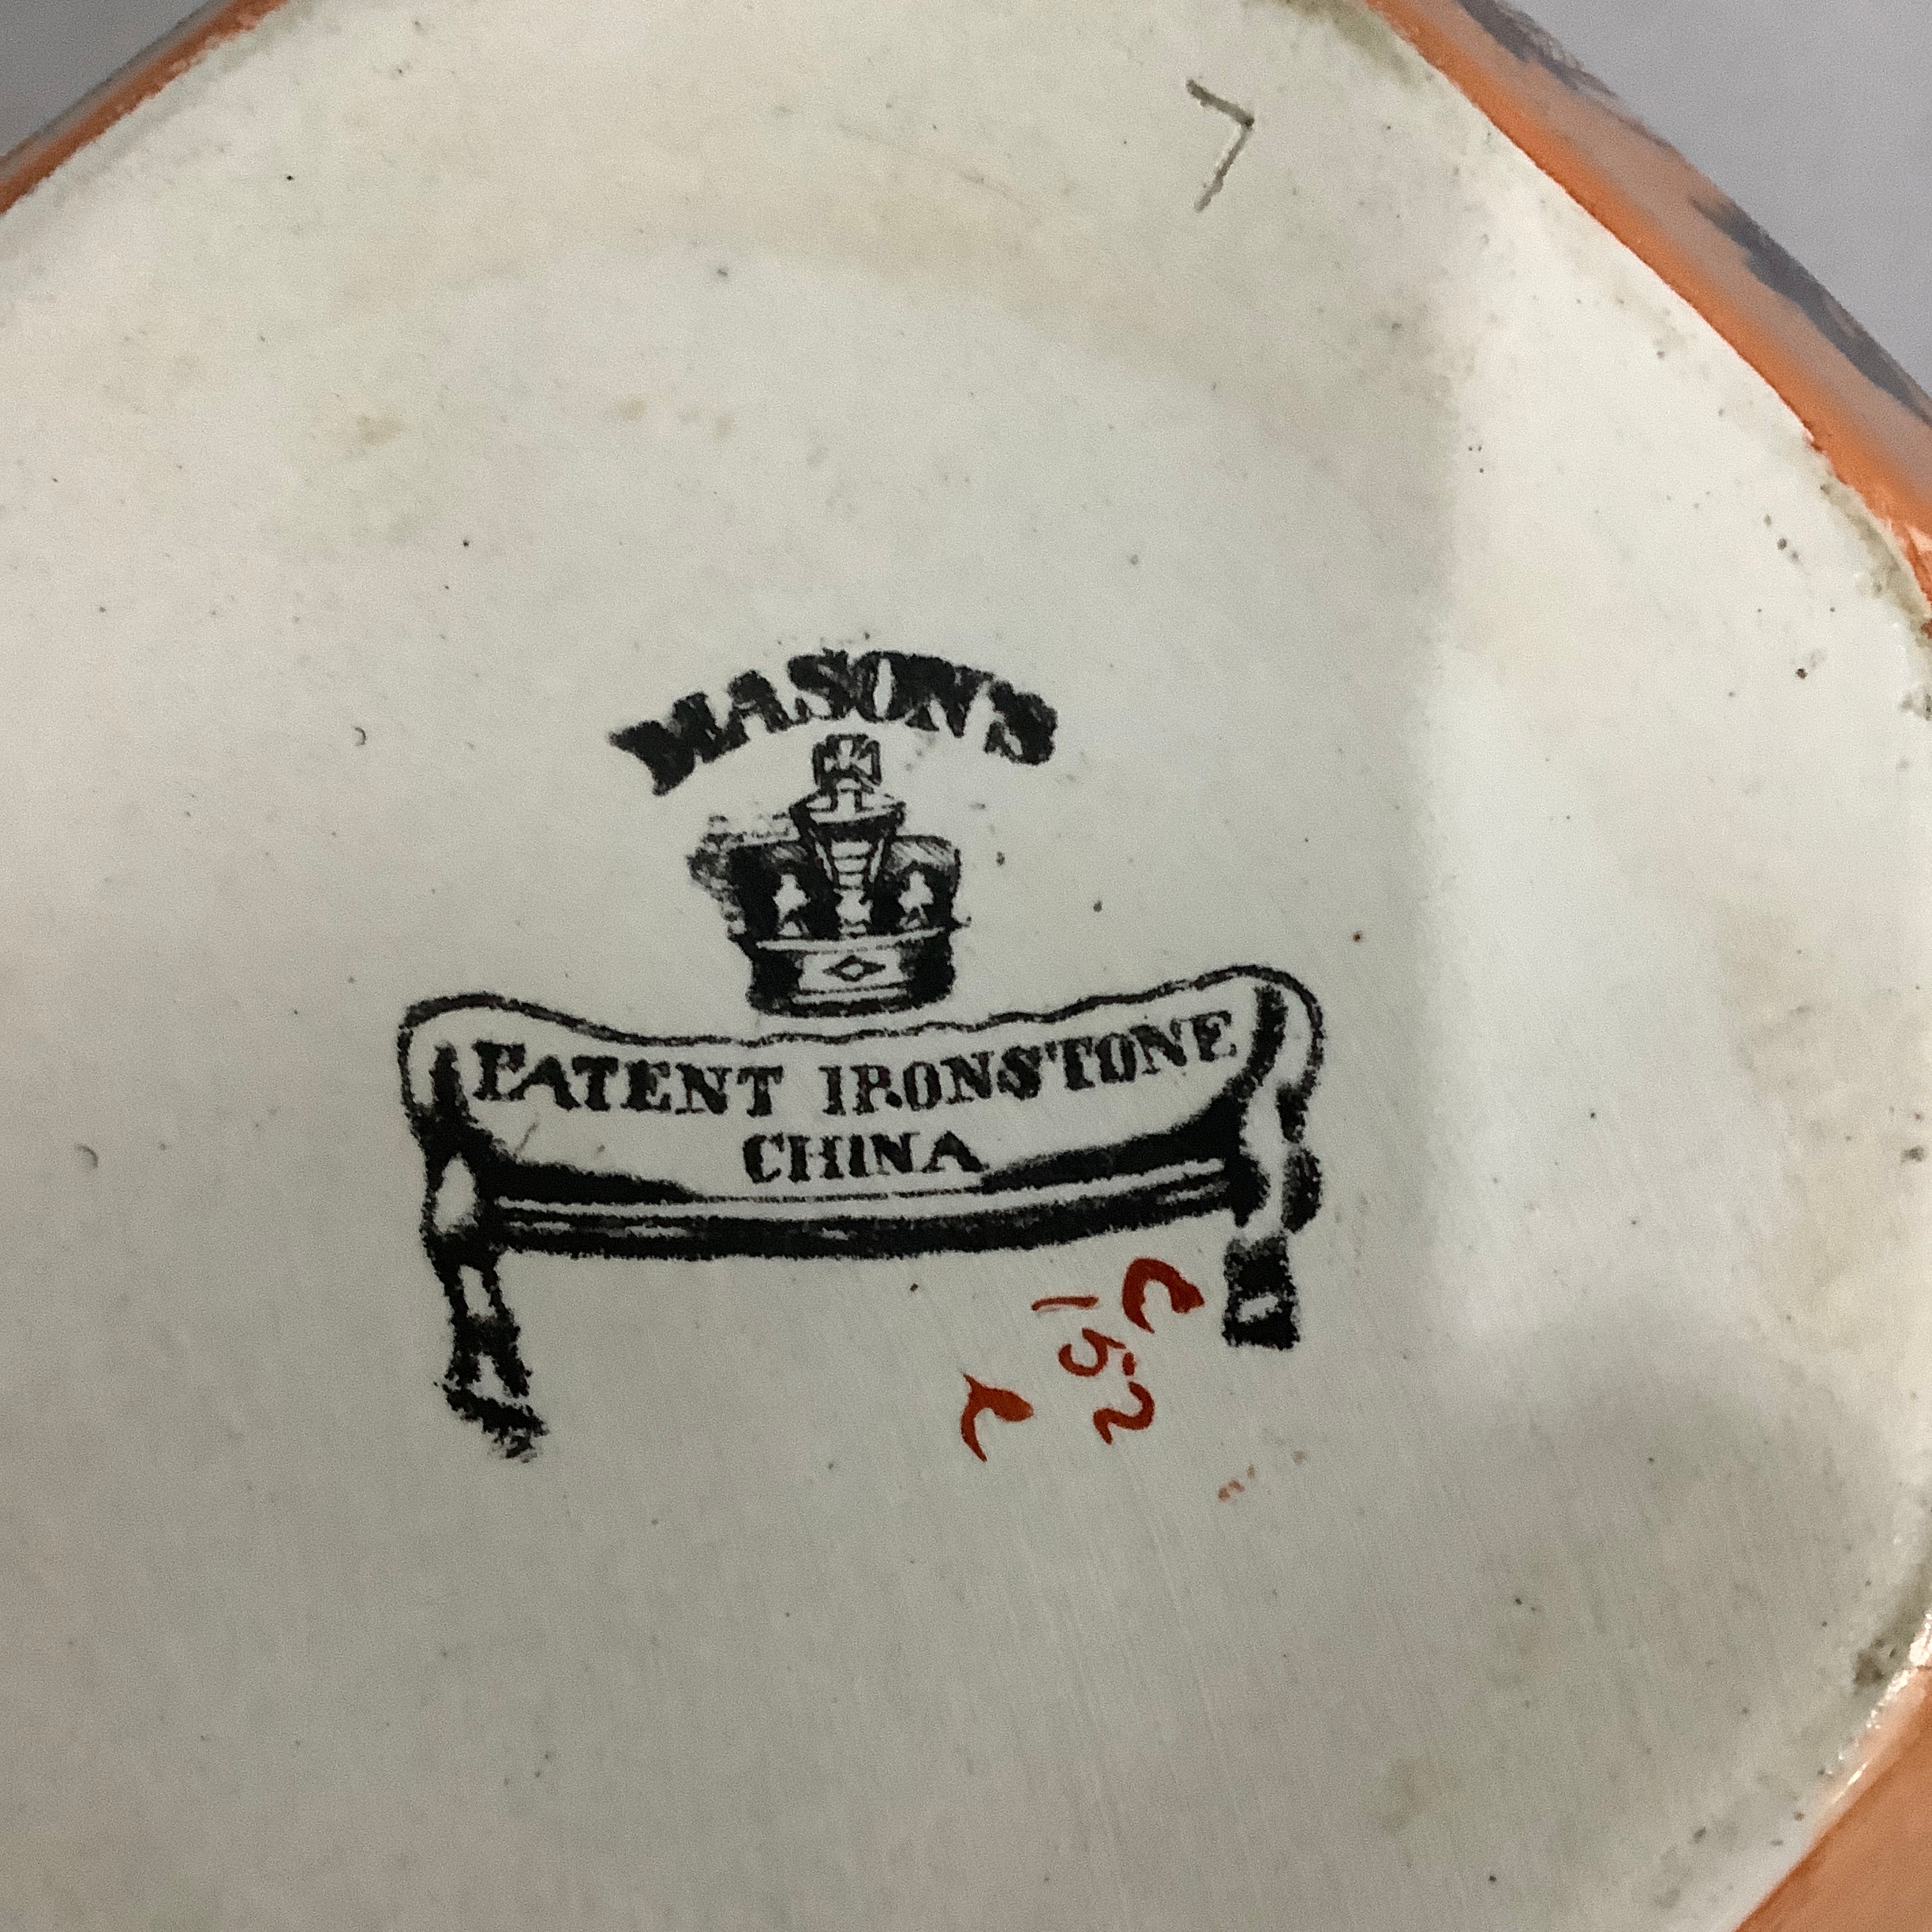 MASON'S
PATENT IRONSTONE
CHINA
C
152